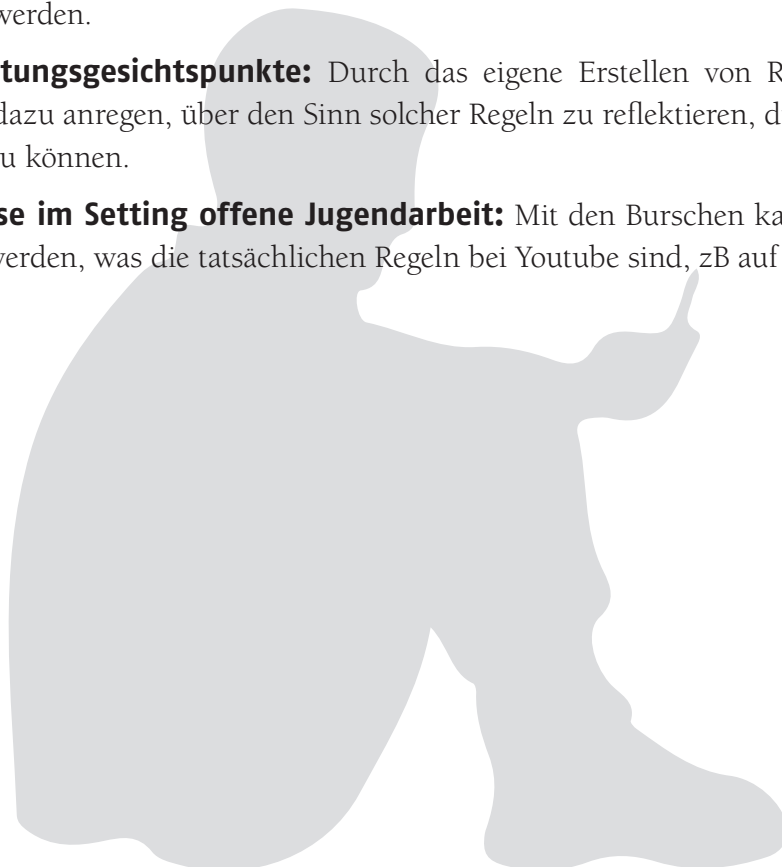 werden.
tungsgesichtspunkte: Durch das eigene Erstellen von R
dazu anregen, über den Sinn solcher Regeln zu reflektieren, d
u können.
se im Setting offene Jugendarbeit: Mit den Burschen ka
werden, was die tatsächlichen Regeln bei Youtube sind, zB auf